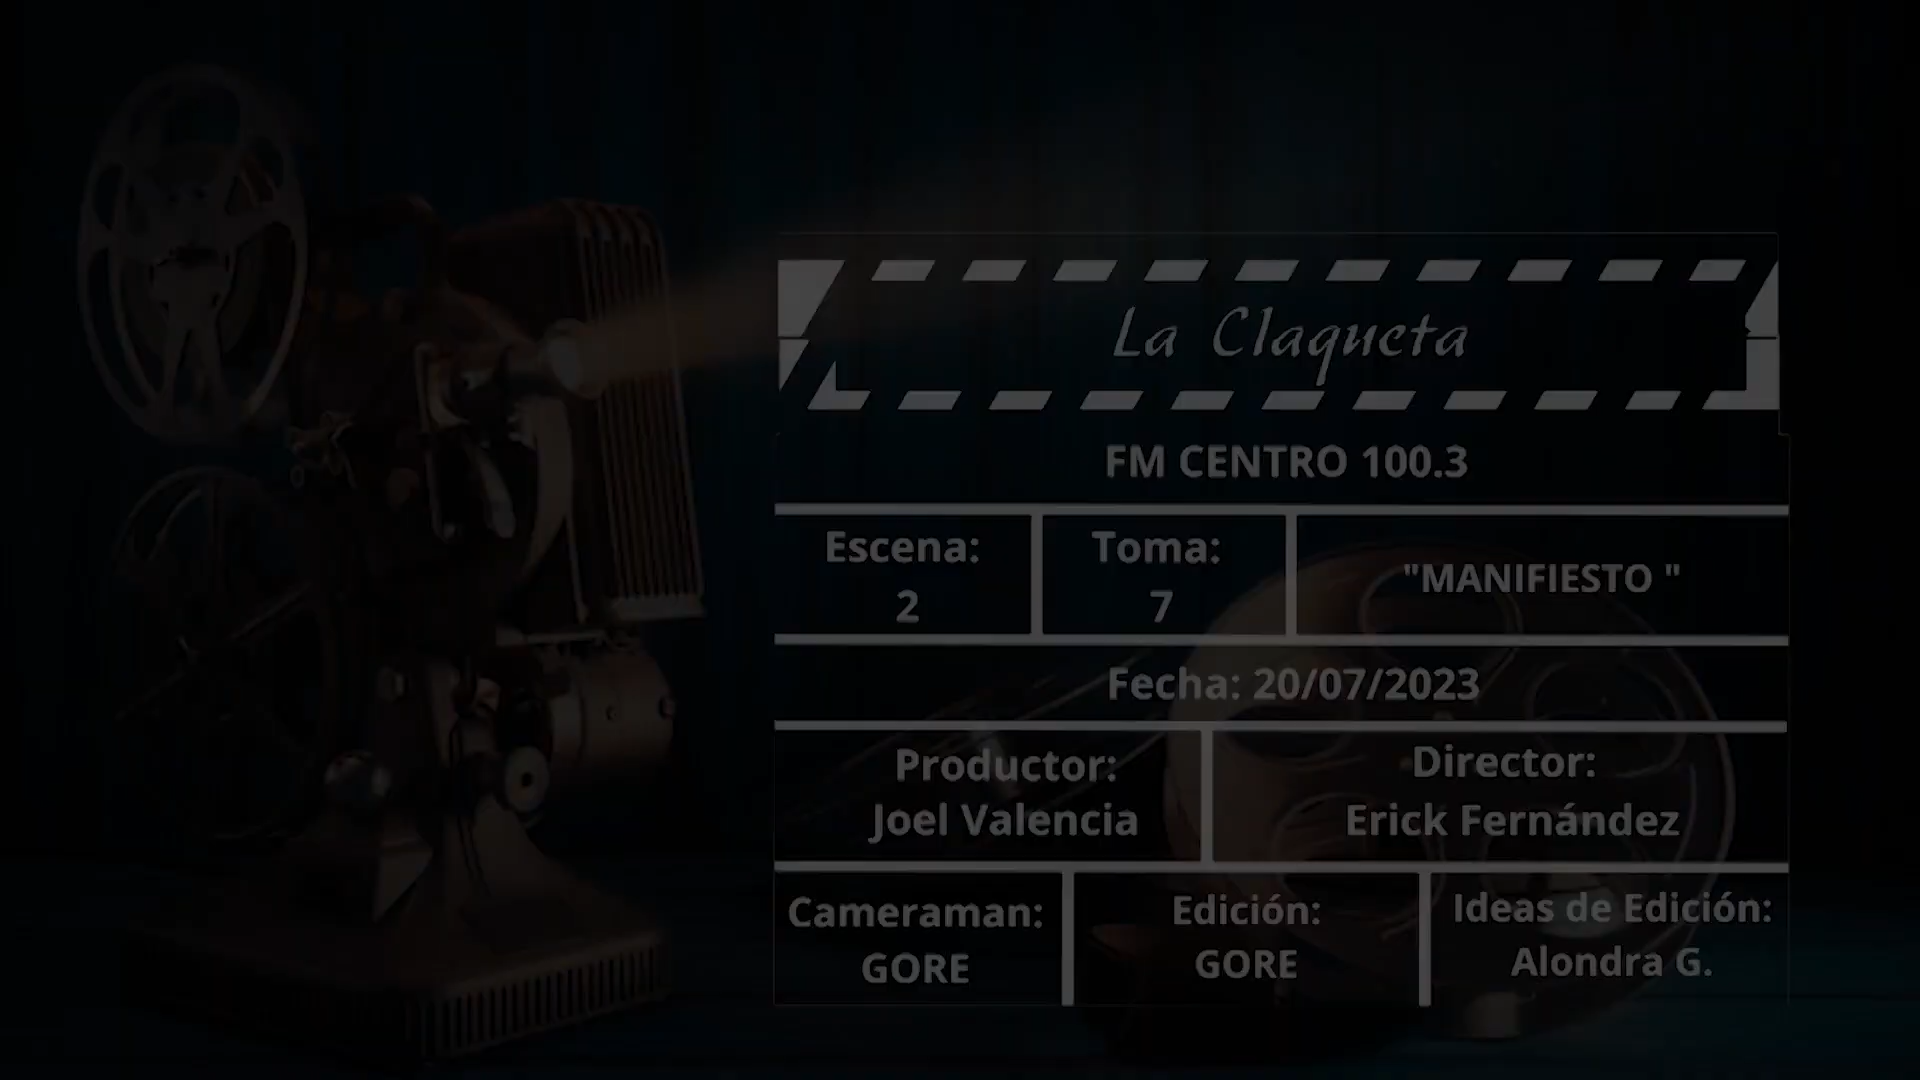 La Claqueta
FM CENTRO 100.3
Escena:
2
Toma:
7
"MANIFIESTO "
Fecha: 20/07/2023
Productor:
Joel Valencia
Director:
Erick Fernández
Cameraman:
GORE
Edición:
GORE
Ideas de Edición:
Alondra G.